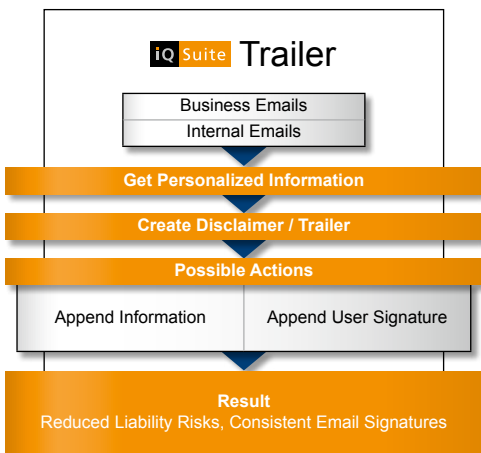 iQ Suite Trailer
Business Emails
Internal Emails
Get Personalized Information
Create Disclaimer / Trailer
Possible Actions
Append Information Append User Signature
Result
Reduced Liability Risks, Consistent Email Signatures